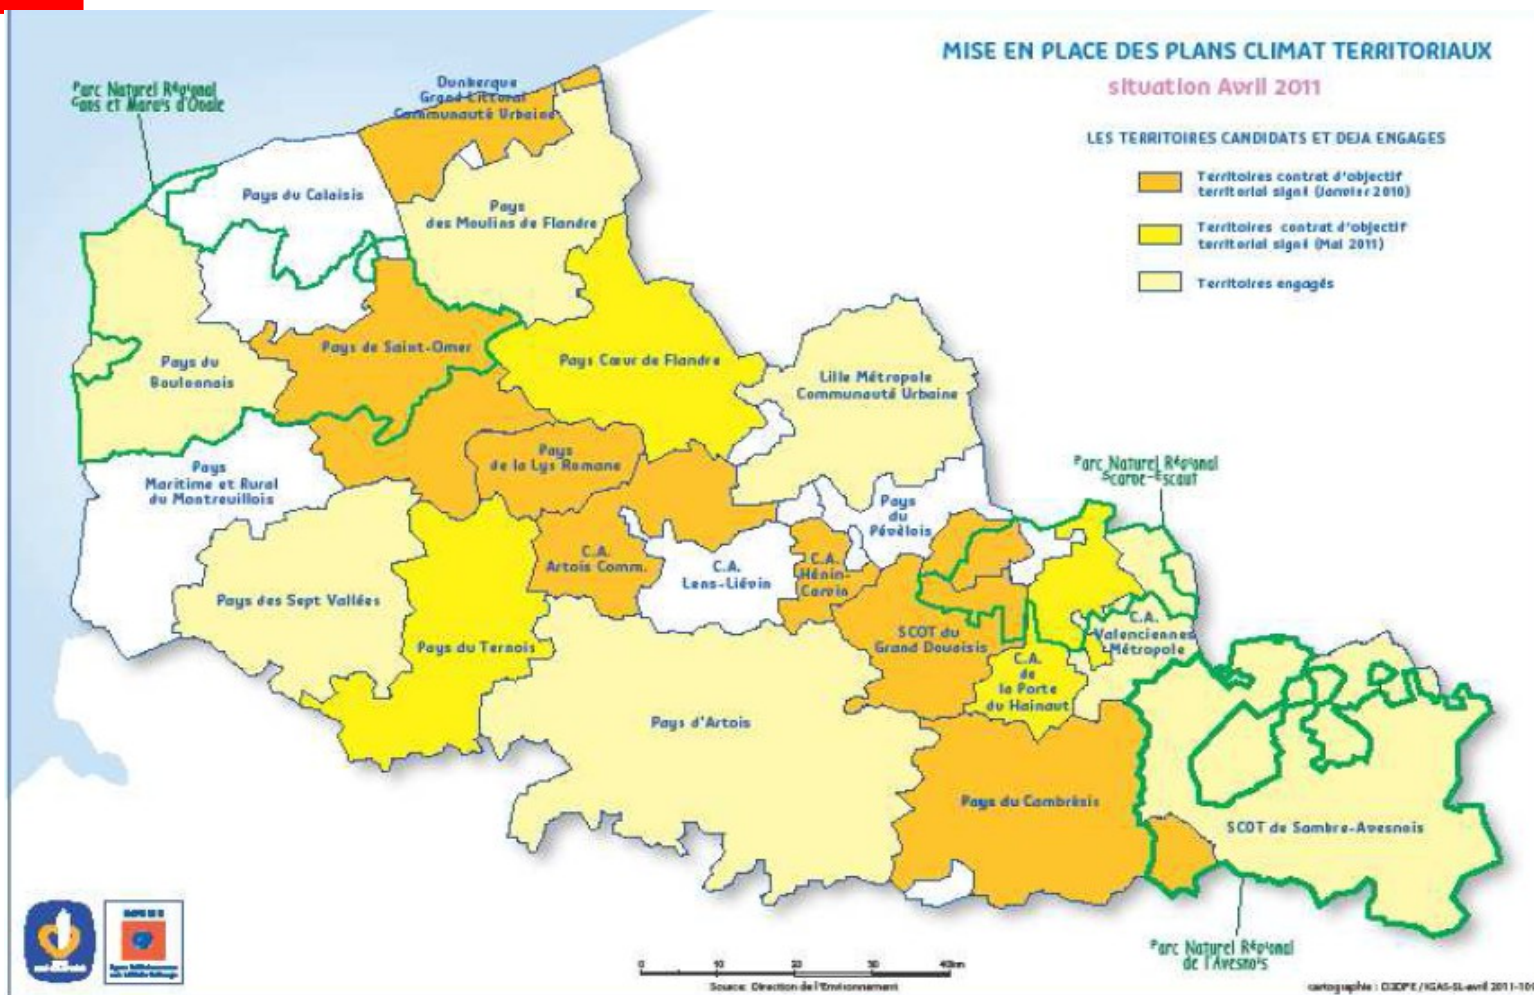 MISE EN PLACE DES PLANS CLIMAT TERRITORIAUX
situation Avril 2011
LES TERRITOIRES CANDIDATS ET DEJA ENGAGES
Territoires contrat d'objectif
territorial signé (Janvier 2010)
Territoires contrat d'objectif
territorial signé (Mai 2011)
Territoires engagés
Parc Naturel Régional
Caps et Marais d'Opale
Dunkerque
Grand Littoral
Communauté Urbaine
Pays du Calaisis
Pays
des Moulins de Flandre
Pays de Saint-Omer
Pays Cœur de Flandre
Pays du
Boulonnais
Lille Métropole
Communauté Urbaine
Pays
Maritime et Rural
du Montreuillois
Pays
de la Lys Romane
Parc Naturel Régional
Scarpe-Escaut
Pays
du
Pévèlois
C.A.
Artois Comm.
C.A.
Lens-Liévin
C.A.
Hénin-
Carvin
Pays des Sept Vallées
Pays du Ternois
SCOT du
Grand Douaisis
C.A.
Valenciennes
Métropole
C.A.
de
la Porte
du Hainaut
Pays d'Artois
Pays du Cambrésis
SCOT de Sambre-Avesnois
Parc Naturel Régional
de l'Avesnois
0 10 20 30 40km
Source: Direction de l'Environnement
cartographie : D2DPE/IGAS-SL-avril 2011-101